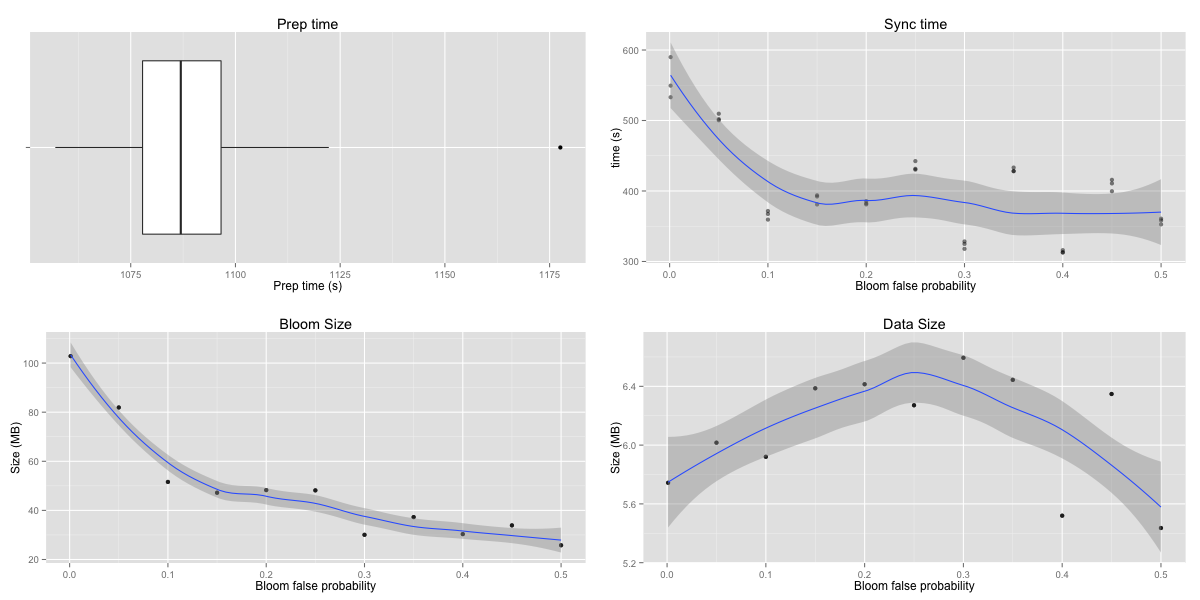 Prep time
1075 1100 1125 1150 1175
Prep time (s)
Sync time
600
500
400
300
time (s)
0.0 0.1 0.2 0.3 0.4 0.5
Bloom false probability
Bloom Size
100
80
60
40
20
Size (MB)
0.0 0.1 0.2 0.3 0.4 0.5
Bloom false probability
Data Size
6.4
6.0
5.6
5.2
Size (MB)
0.0 0.1 0.2 0.3 0.4 0.5
Bloom false probability